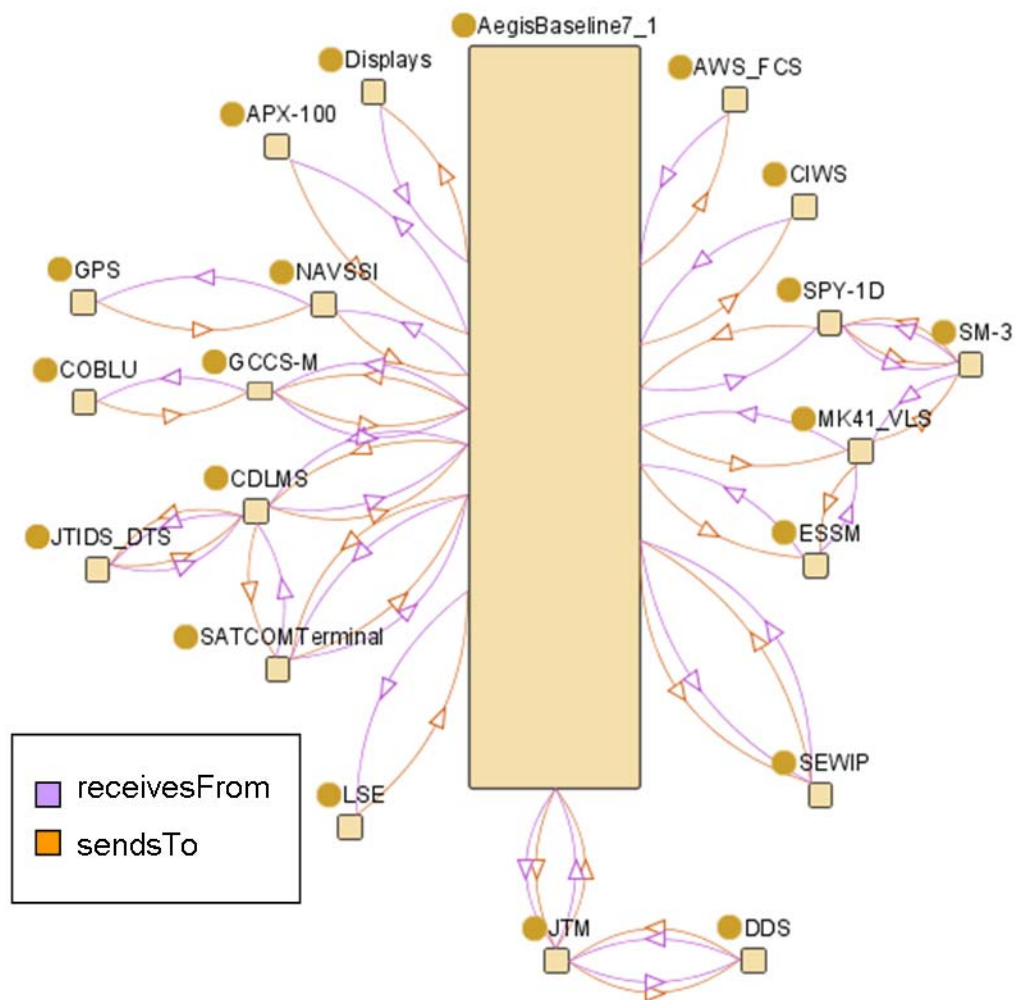 AegisBaseline7_1
Displays
AWS_FCS
APX-100
CIWS
GPS
NAVSSI
SPY-1D
SM-3
COBLU
GCCS-M
MK41_VLS
CDLMS
JTIDS_DTS
ESSM
SATCOMTerminal
SEWIP
receivesFrom
LSE
sendsTo
JTM
DDS